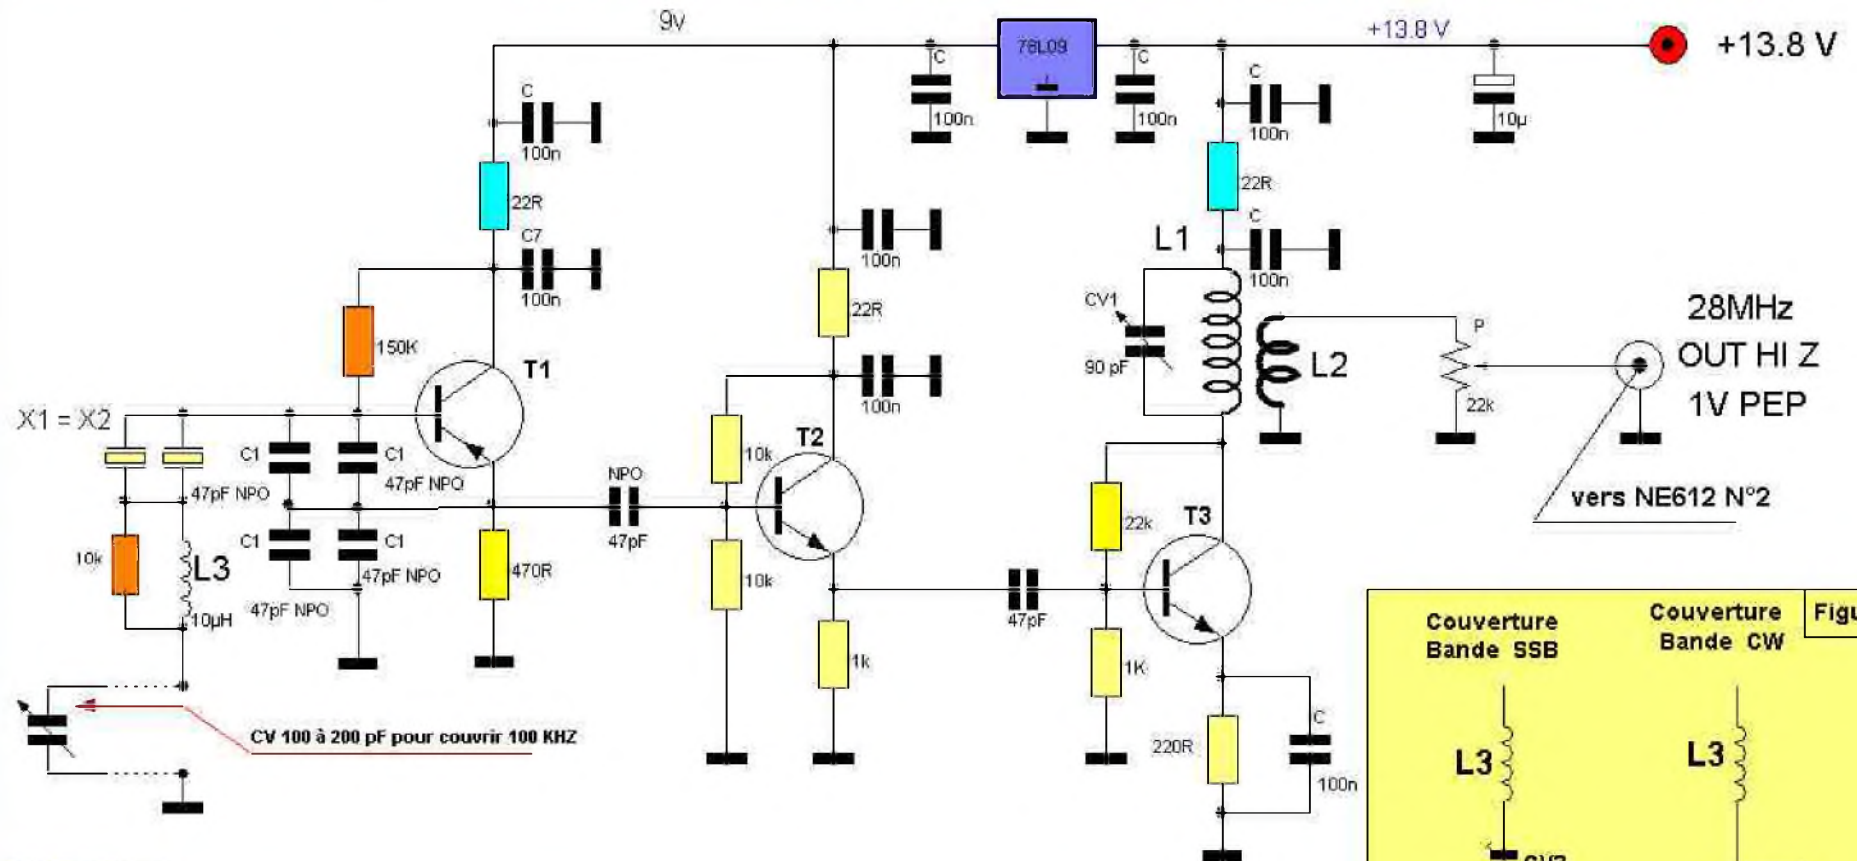 9v
78L09
+13.8 V
+13.8 V
C
100n
C
100n
C
100n
10µ
C
100n
22R
C7
100n
22R
C
100n
L1
100n
22R
CV1
90 pF
L2
P
22k
28MHz
OUT HI Z
1V PEP
vers NE612 N°2
150K
T1
100n
X1 = X2
C1
47pF NPO
C1
47pF NPO
NPO
47pF
10k
T2
22k
T3
10k
L3
10µH
C1
47pF NPO
C1
47pF NPO
470R
10k
1k
47pF
1K
CV 100 à 200 pF pour couvrir 100 KHZ
220R
C
100n
Couverture
Bande SSB
Couverture
Bande CW
Figu
L3
L3